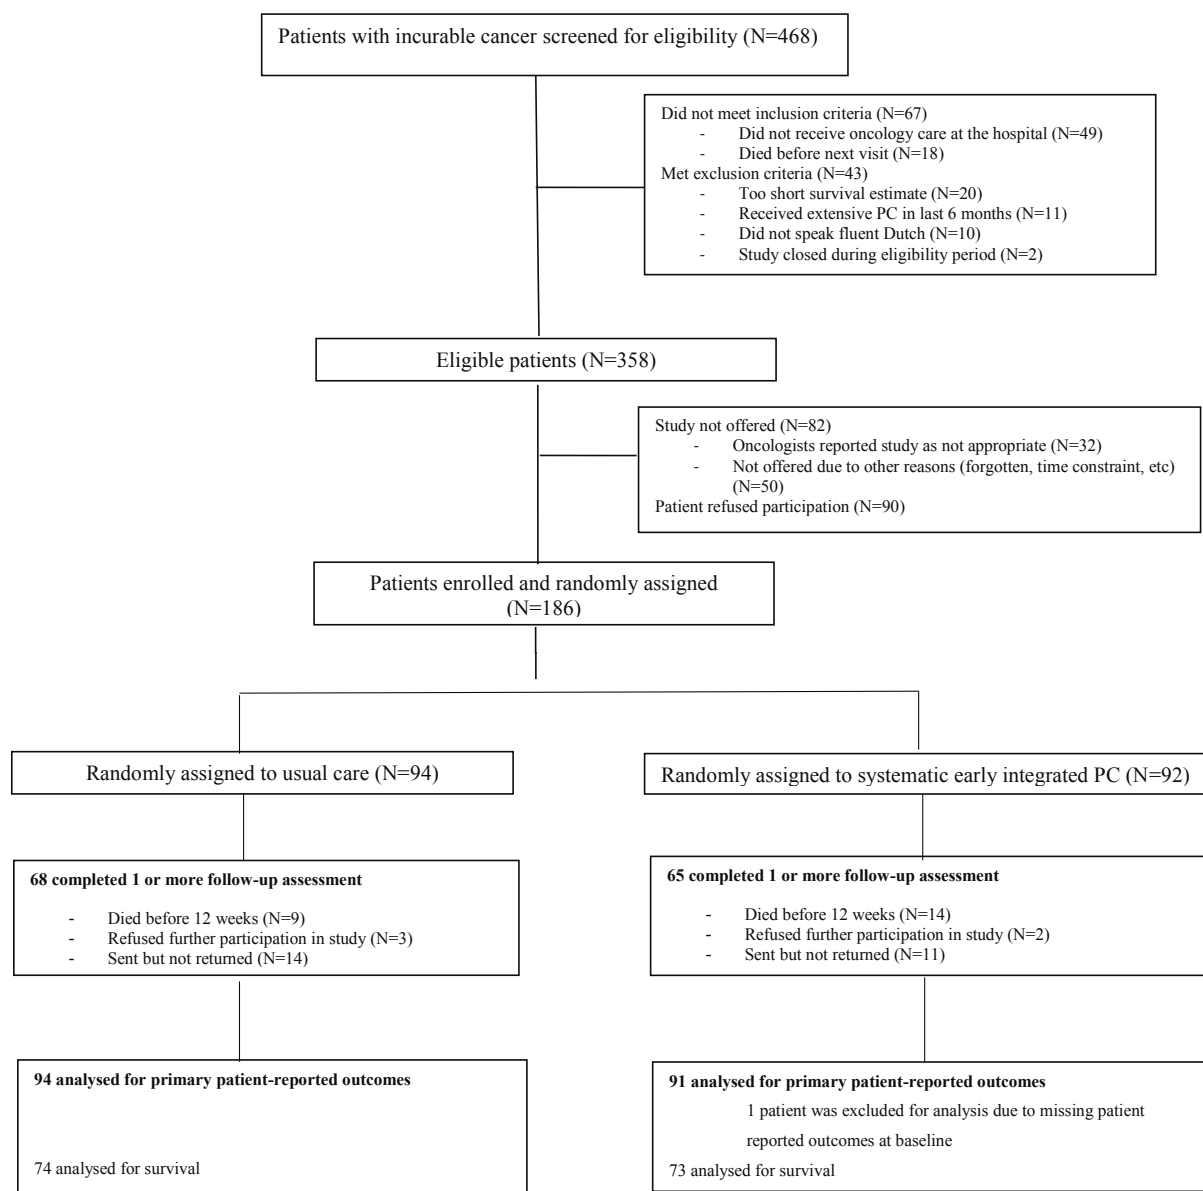 Patients with incurable cancer screened for eligibility (N=468)
Did not meet inclusion criteria (N=67)
- Did not receive oncology care at the hospital (N=49)
- Died before next visit (N=18)
Met exclusion criteria (N=43)
- Too short survival estimate (N=20)
- Received extensive PC in last 6 months (N=11)
- Did not speak fluent Dutch (N=10)
- Study closed during eligibility period (N=2)
Eligible patients (N=358)
Study not offered (N=82)
- Oncologists reported study as not appropriate (N=32)
- Not offered due to other reasons (forgotten, time constraint, etc)
(N=50)
Patient refused participation (N=90)
Patients enrolled and randomly assigned
(N=186)
Randomly assigned to usual care (N=94)
Randomly assigned to systematic early integrated PC (N=92)
68 completed 1 or more follow-up assessment
- Died before 12 weeks (N=9)
- Refused further participation in study (N=3)
- Sent but not returned (N=14)
65 completed 1 or more follow-up assessment
- Died before 12 weeks (N=14)
- Refused further participation in study (N=2)
- Sent but not returned (N=11)
94 analysed for primary patient-reported outcomes
74 analysed for survival
91 analysed for primary patient-reported outcomes
1 patient was excluded for analysis due to missing patient
reported outcomes at baseline
73 analysed for survival